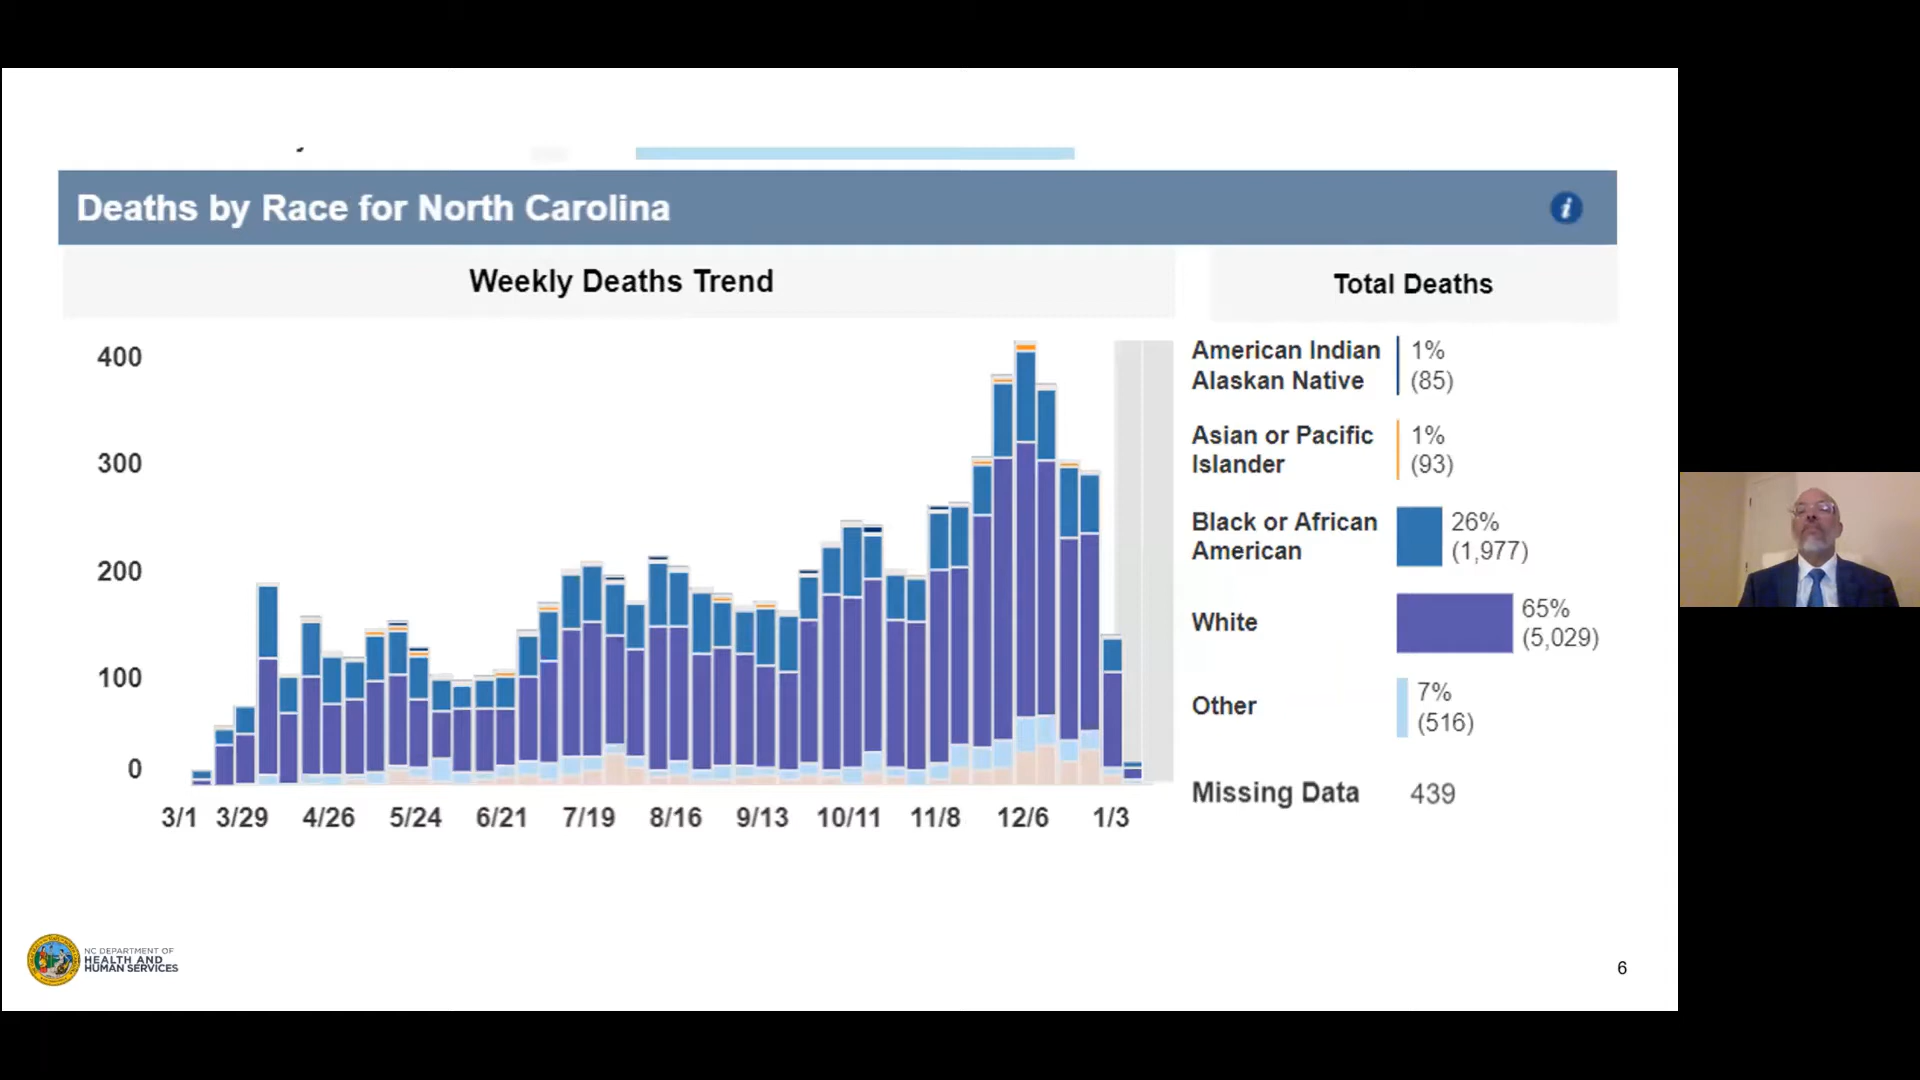 Deaths by Race for North Carolina
i
Weekly Deaths Trend
Total Deaths
400
300
200
100
0
3/1 3/29 4/26 5/24 6/21 7/19 8/16 9/13 10/11 11/8 12/6 1/3
American Indian
Alaskan Native
1%
(85)
Asian or Pacific
Islander
1%
(93)
Black or African
American
26%
(1,977)
White
65%
(5,029)
Other
7%
(516)
Missing Data 439
NC DEPARTMENT OF
HEALTH AND
HUMAN SERVICES
6